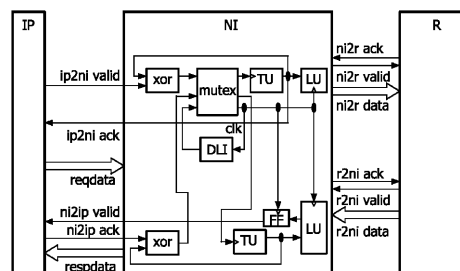 IP NI R
ni2r ack
ip2ni valid xor mutex TU LU ni2r valid
ni2r data
ip2ni ack clk
DLI
reqdata r2ni ack
ni2ip valid r2ni valid
ni2ip ack FF LU
xor TU r2ni data
respdata